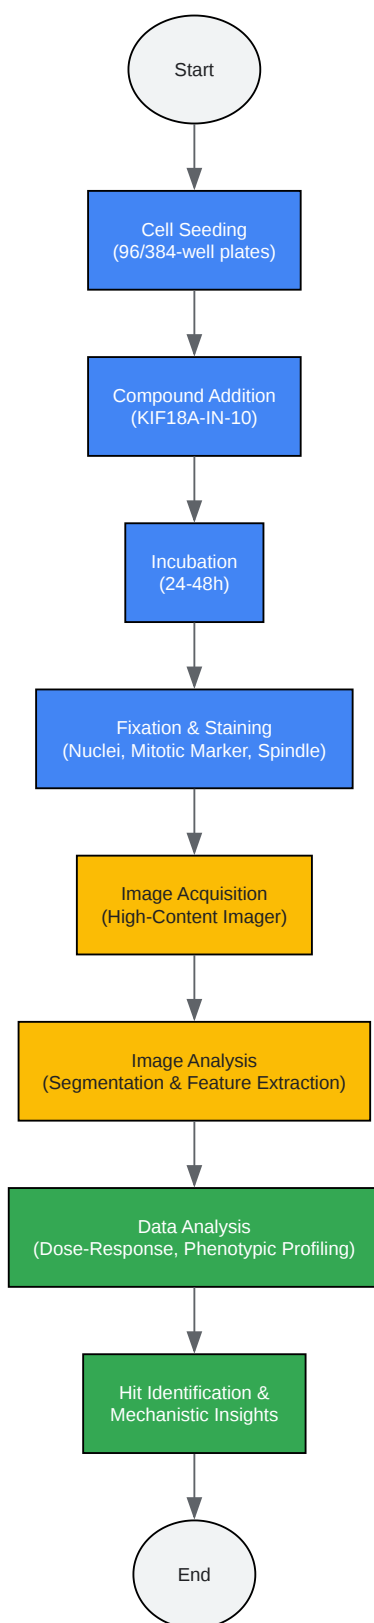 Start
Cell Seeding
(96/384-well plates)
Compound Addition
(KIF18A-IN-10)
Incubation
(24-48h)
Fixation & Staining
(Nuclei, Mitotic Marker, Spindle)
Image Acquisition
(High-Content Imager)
Image Analysis
(Segmentation & Feature Extraction)
Data Analysis
(Dose-Response, Phenotypic Profiling)
Hit Identification &
Mechanistic Insights
End